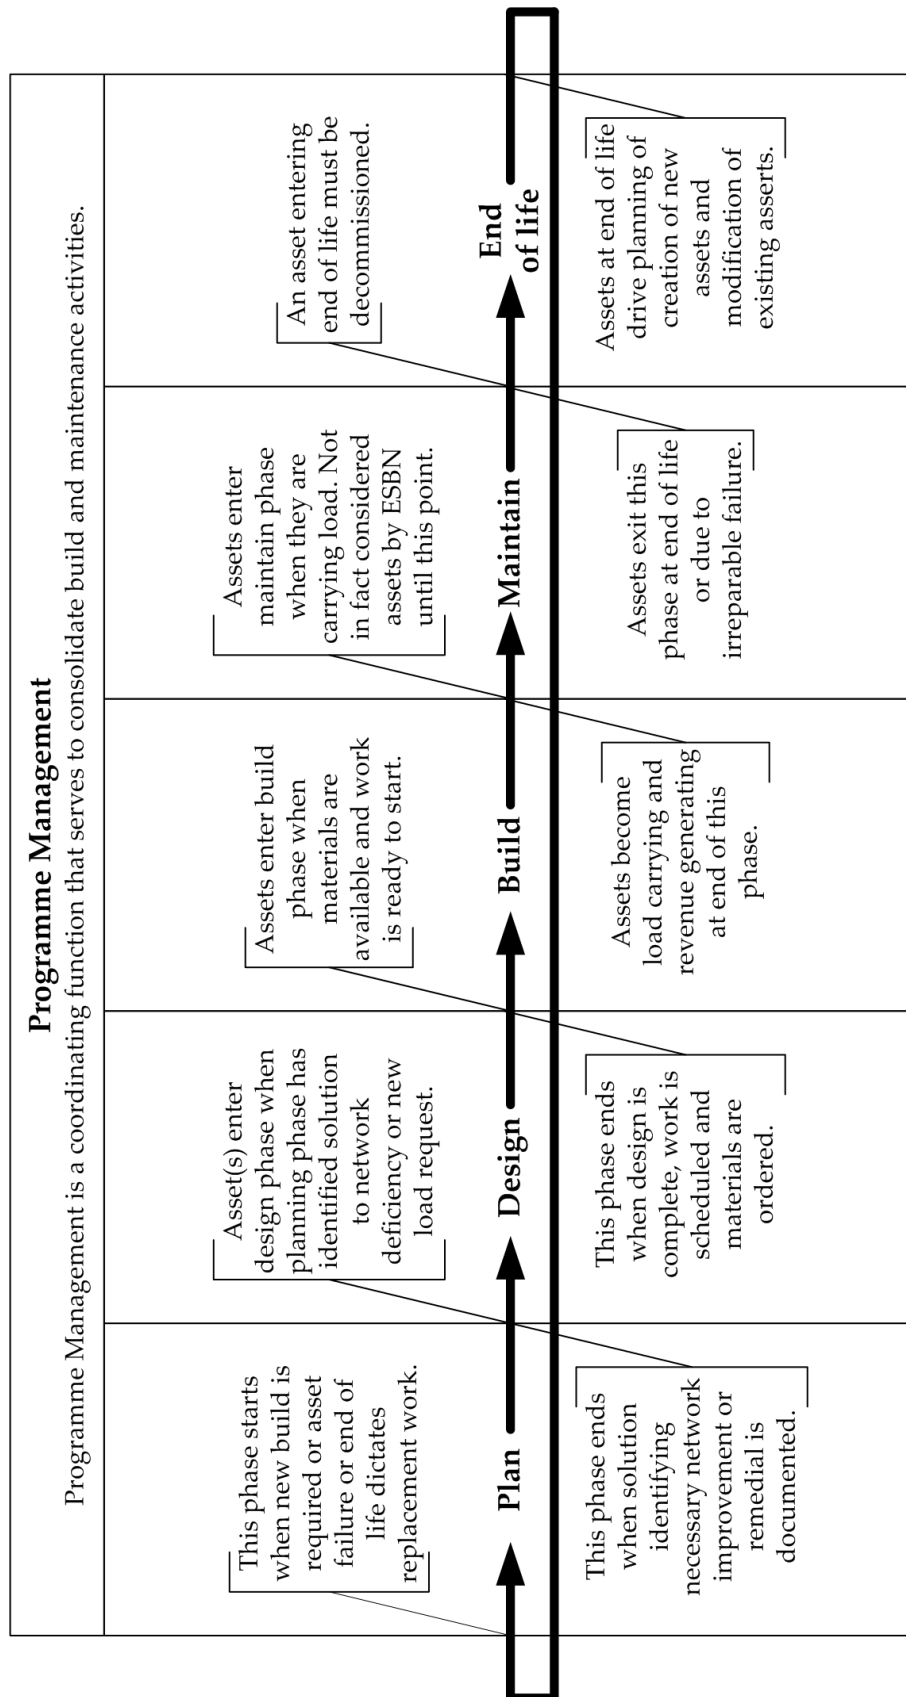 Programme Management
Programme Management is a coordinating function that serves to consolidate build and maintenance activities.
This phase starts
when new build is
required or asset
failure or end of
life dictates
replacement work.
Asset(s) enter
design phase when
planning phase has
identified solution
to network
deficiency or new
load request.
Assets enter build
phase when
materials are
available and work
is ready to start.
Assets enter
maintain phase
when they are
carrying load. Not
in fact considered
assets by ESBN
until this point.
An asset entering
end of life must be
decommissioned.
Plan
Design
Build
Maintain
End
of life
This phase ends
when solution
identifying
necessary network
improvement or
remedial is
documented.
This phase ends
when design is
complete, work is
scheduled and
materials are
ordered.
Assets become
load carrying and
revenue generating
at end of this
phase.
Assets exit this
phase at end of life
or due to
irreparable failure.
Assets at end of life
drive planning of
creation of new
assets and
modification of
existing asserts.